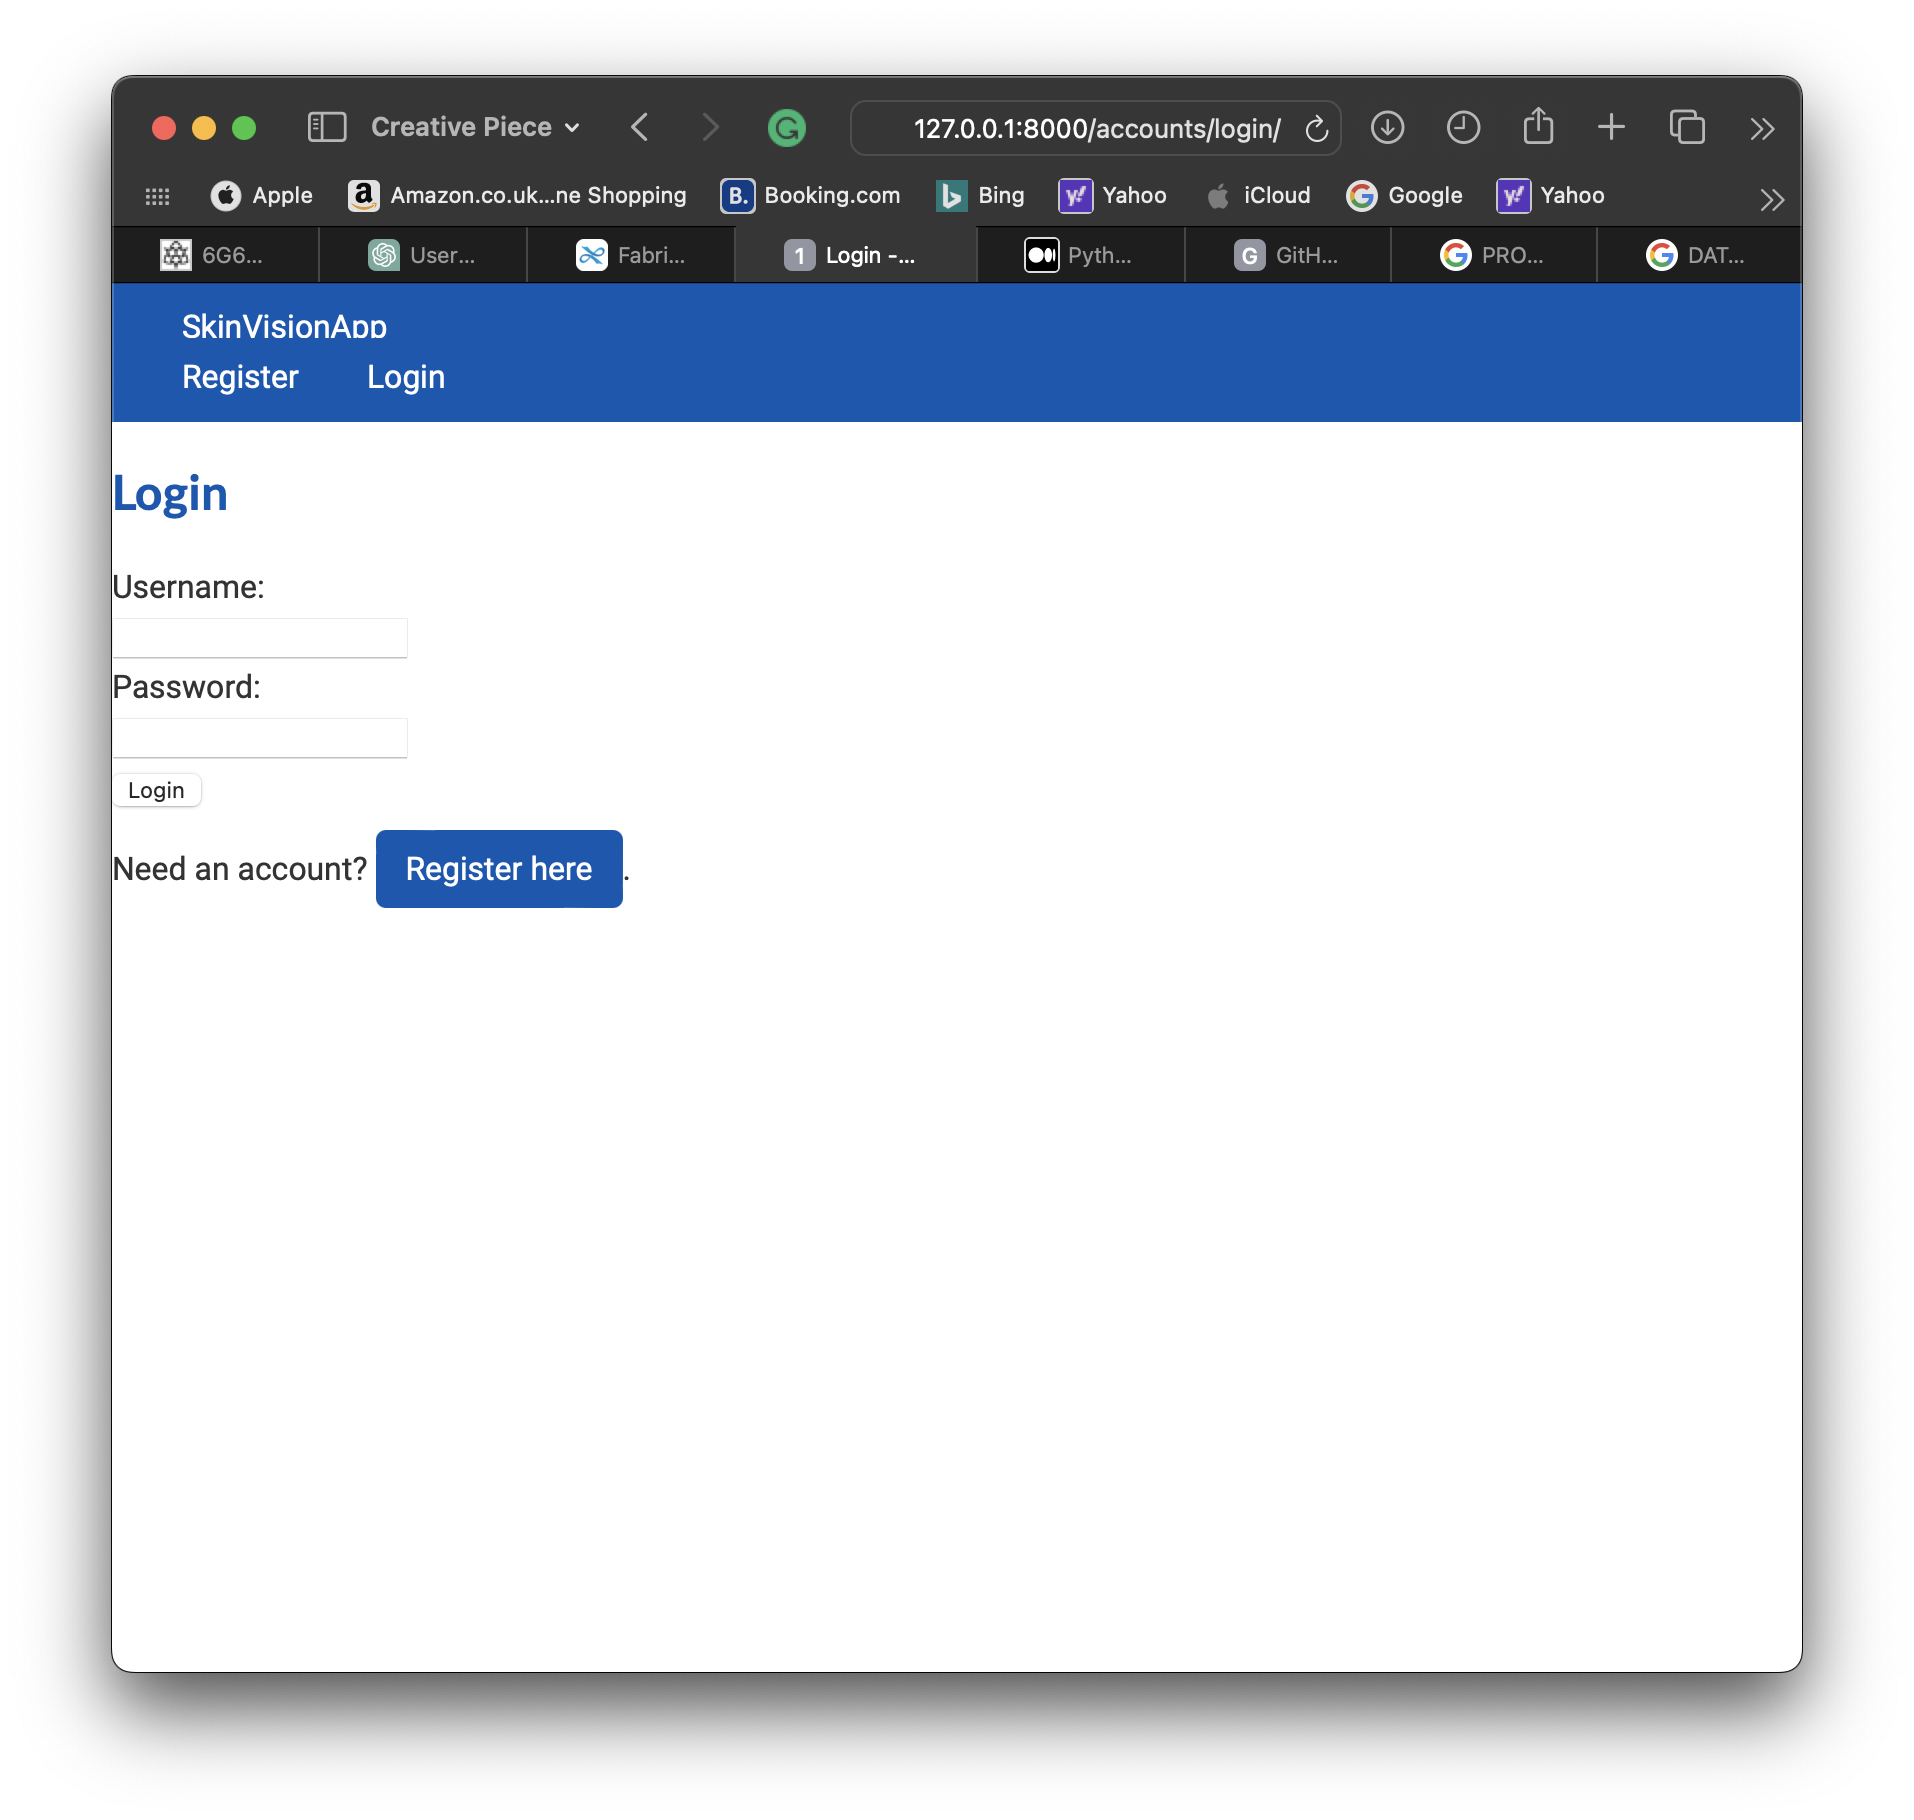 Creative Piece
127.0.0.1:8000/accounts/login/
Apple
a Amazon.co.uk...ne Shopping
B. Booking.com
Bing
y! Yahoo
iCloud
G Google
y! Yahoo
6G6...
User...
Fabri...
1 Login -...
Pyth...
G GitH...
G PRO...
G DAT...
SkinVisionApp
Register Login
Login
Username:
Password:
Login
Need an account? Register here.